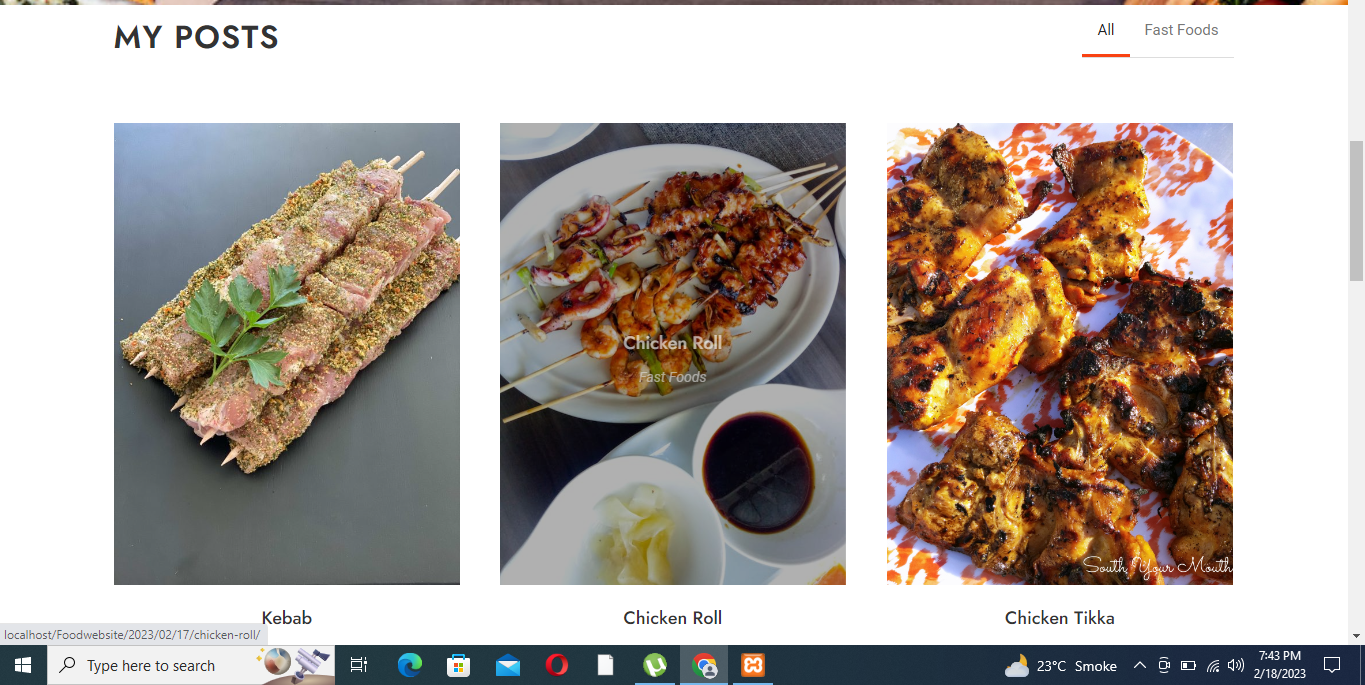 MY POSTS
All
Fast Foods
Chicken Roll
Fast Foods
South Your Mouth
Kebab
Chicken Roll
Chicken Tikka
localhost/Foodwebsite/2023/02/17/chicken-roll/
Type here to search
23°C Smoke
7:43 PM
2/18/2023